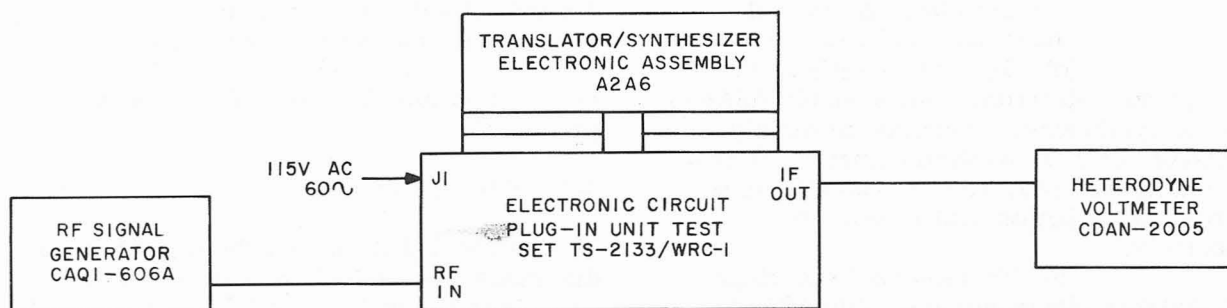 TRANSLATOR/SYNTHESIZER
ELECTRONIC ASSEMBLY
A2A6
115V AC
60~
J1
IF
OUT
ELECTRONIC CIRCUIT
PLUG-IN UNIT TEST
SET TS-2133/WRC-1
RF
IN
RF SIGNAL
GENERATOR
CAQ1-606A
HETERODYNE
VOLTMETER
CDAN-2005